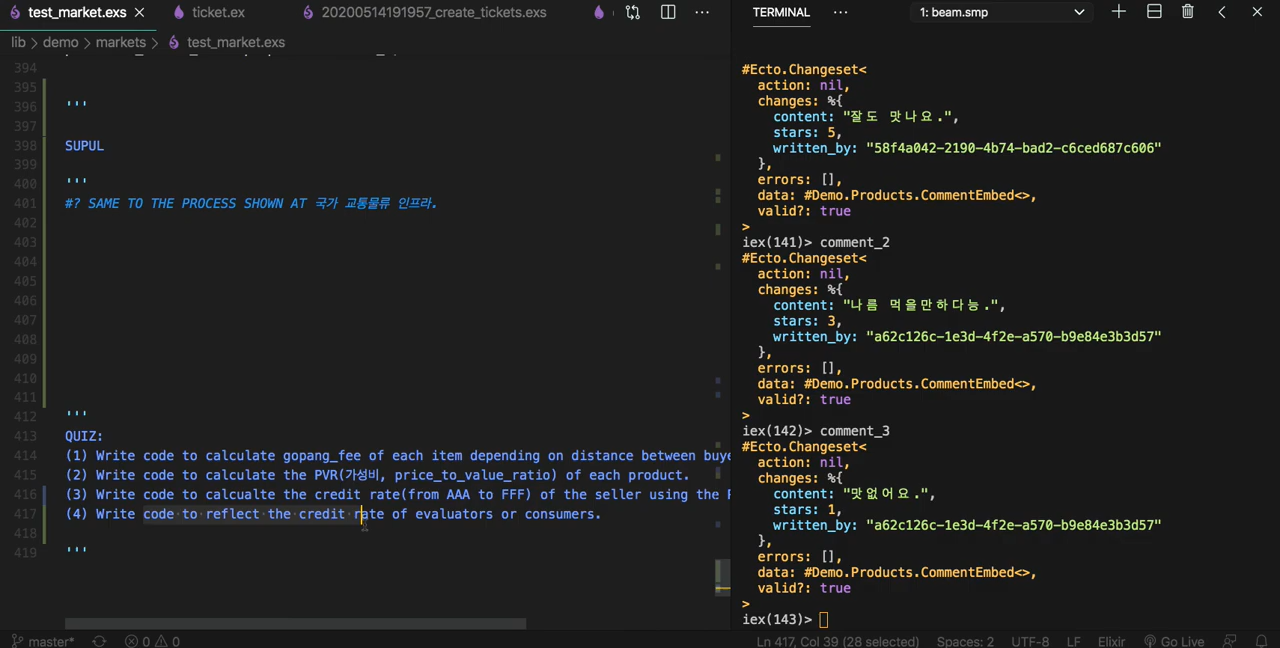 test_market.exs
ticket.ex
20200514191957_create_tickets.exs
TERMINAL
1: beam.smp
lib > demo > markets > test_market.exs
394
395
396 '''
397
398 SUPUL
399
400 '''
401 #? SAME TO THE PROCESS SHOWN AT 국가 교통물류 인프라.
402
403
404
405
406
407
408
409
410
411
412 '''
413 QUIZ:
414 (1) Write code to calculate gopang_fee of each item depending on distance between buye
415 (2) Write code to calculate the PVR(가성비, price_to_value_ratio) of each product.
416 (3) Write code to calcualte the credit rate(from AAA to FFF) of the seller using the
417 (4) Write code to reflect the credit rate of evaluators or consumers.
418
419 '''
#Ecto.Changeset<
action: nil,
changes: %{
content: "잘도 맛나요.",
stars: 5,
written_by: "58f4a042-2190-4b74-bad2-c6ced687c606"
},
errors: [],
data: #Demo.Products.CommentEmbed<>,
valid?: true
>
iex(141)> comment_2
#Ecto.Changeset<
action: nil,
changes: %{
content: "나름 먹을만하다능.",
stars: 3,
written_by: "a62c126c-1e3d-4f2e-a570-b9e84e3b3d57"
},
errors: [],
data: #Demo.Products.CommentEmbed<>,
valid?: true
>
iex(142)> comment_3
#Ecto.Changeset<
action: nil,
changes: %{
content: "맛없어요.",
stars: 1,
written_by: "a62c126c-1e3d-4f2e-a570-b9e84e3b3d57"
},
errors: [],
data: #Demo.Products.CommentEmbed<>,
valid?: true
>
iex(143)>
master* 0 0
Ln 417, Col 39 (28 selected) Spaces: 2 UTF-8 LF Elixir Go Live